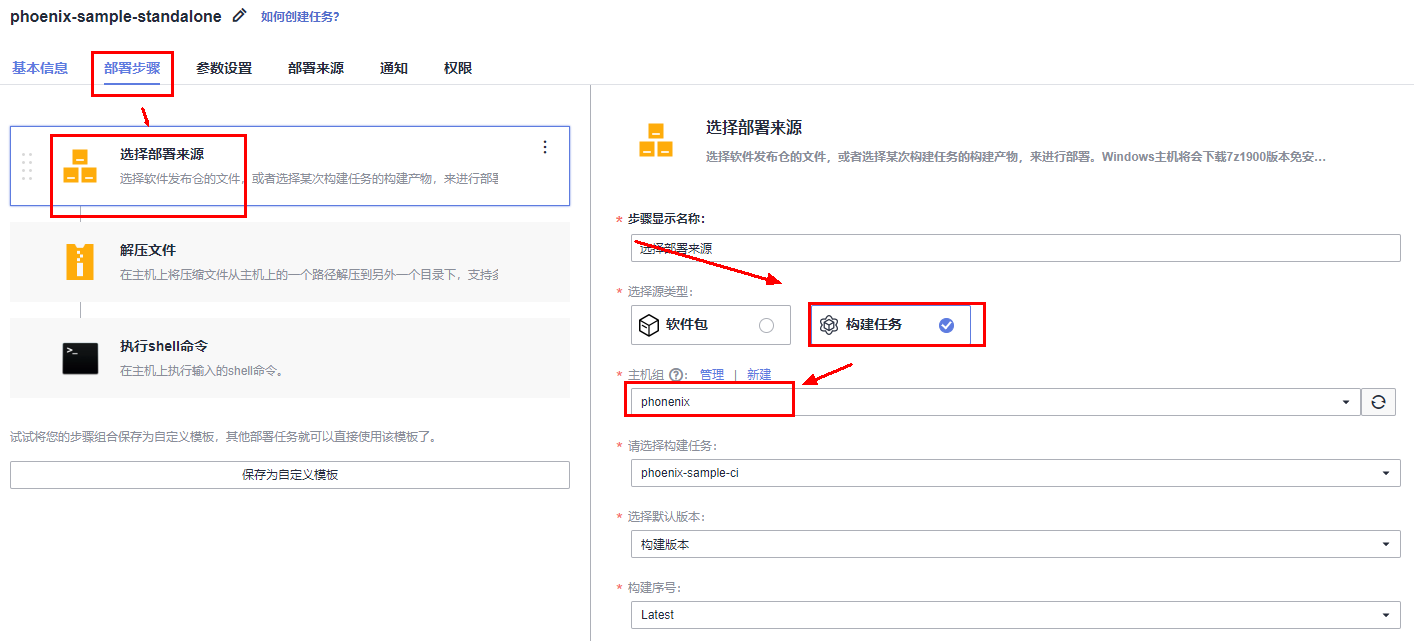 phoenix-sample-standalone 如何创建任务?
基本信息 部署步骤 参数设置 部署来源 通知 权限
选择部署来源
选择软件发布仓的文件，或者选择某次构建任务的构建产物，来进行部署
解压文件
在主机上将压缩文件从主机上的一个路径解压到另外一个目录下，支持多
执行shell命令
>_
在主机上执行输入的shell命令。
试试将您的步骤组合保存为自定义模板，其他部署任务就可以直接使用该模板了。
保存为自定义模板
选择部署来源
选择软件发布仓的文件，或者选择某次构建任务的构建产物，来进行部署。Windows主机将会下载7z1900版本免安...
* 步骤显示名称:
选择部署来源
* 选择源类型:
软件包 构建任务
* 主机组 ?: 管理 | 新建
phonenix
* 请选择构建任务:
phoenix-sample-ci
* 选择默认版本:
构建版本
* 构建序号:
Latest